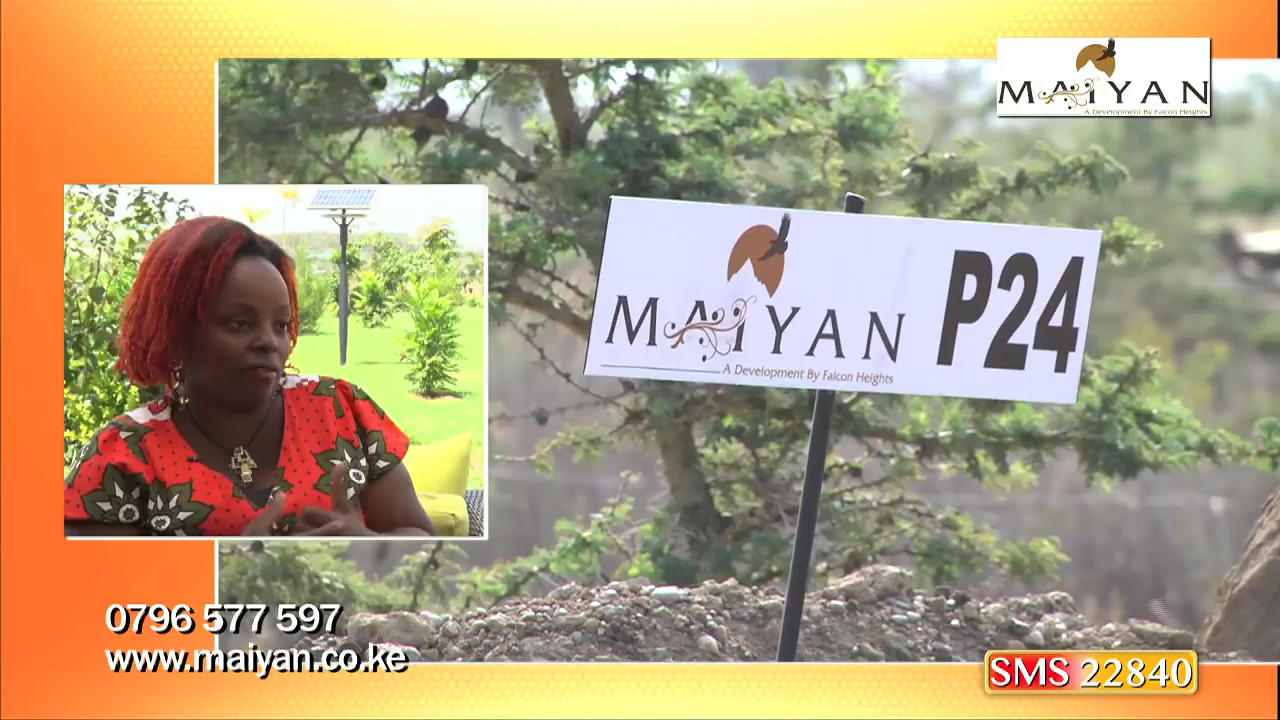 MAIYAN
A Development By Falcon Heights
MAIYAN
P24
A Development By Falcon Heights
0796 577 597
www.maiyan.co.ke
SMS 22840